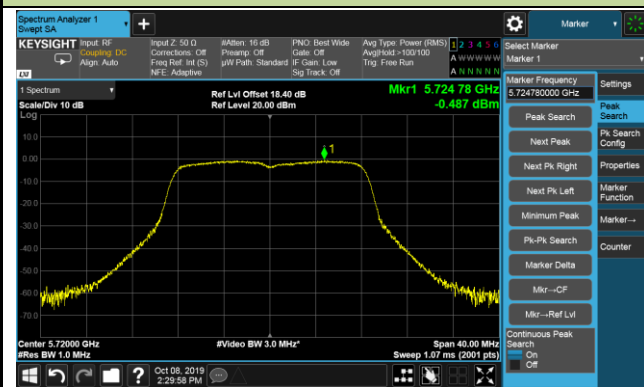 Spectrum Analyzer 1
Swept SA
Marker
KEYSIGHT
Input: RF
Coupling: DC
Align: Auto
Input Z: 50 Ω
Corrections: Off
Freq Ref: Int (S)
NFE: Adaptive
#Atten: 16 dB
Preamp: Off
µW Path: Standard
PNO: Best Wide
Gate: Off
IF Gain: Low
Sig Track: Off
Avg Type: Power (RMS)
Avg|Hold:>100/100
Trig: Free Run
1 2 3 4 5 6
A W W W W W
A N N N N N
LXI
Select Marker
Marker 1
1 Spectrum
Scale/Div 10 dB
Log
Ref Lvl Offset 18.40 dB
Ref Level 20.00 dBm
Mkr1 5.724 78 GHz
-0.487 dBm
10.0
0.00
-10.0
-20.0
-30.0
-40.0
-50.0
-60.0
-70.0
1
Center 5.72000 GHz
#Res BW 1.0 MHz
#Video BW 3.0 MHz*
Span 40.00 MHz
Sweep 1.07 ms (2001 pts)
Marker Frequency
5.724780000 GHz
Peak Search
Next Peak
Next Pk Right
Next Pk Left
Minimum Peak
Pk-Pk Search
Marker Delta
Mkr→CF
Mkr→Ref Lvl
Continuous Peak
Search
On
Off
Settings
Peak
Search
Pk Search
Config
Properties
Marker
Function
Marker→
Counter
Oct 08, 2019
2:29:58 PM